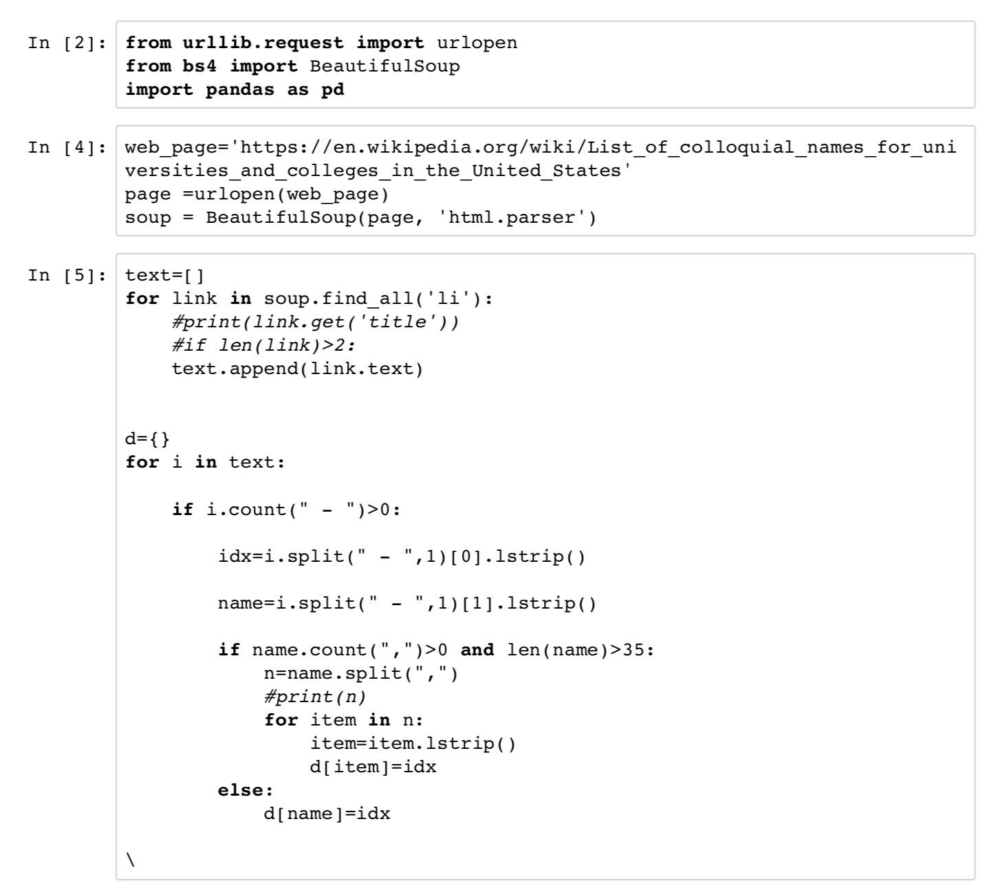 In [2]: from urllib.request import urlopen
from bs4 import BeautifulSoup
import pandas as pd
In [4]: web_page='https://en.wikipedia.org/wiki/List_of_colloquial_names_for_uni
versities_and_colleges_in_the_United_States'
page =urlopen(web_page)
soup = BeautifulSoup(page, 'html.parser')
In [5]: text=[]
for link in soup.find_all('li'):
    #print(link.get('title'))
    #if len(link)>2:
    text.append(link.text)
d={}
for i in text:
    if i.count(" – ")>0:
        idx=i.split(" – ",1)[0].lstrip()
        name=i.split(" – ",1)[1].lstrip()
        if name.count(",")>0 and len(name)>35:
            n=name.split(",")
            #print(n)
            for item in n:
                item=item.lstrip()
                d[item]=idx
        else:
            d[name]=idx
\